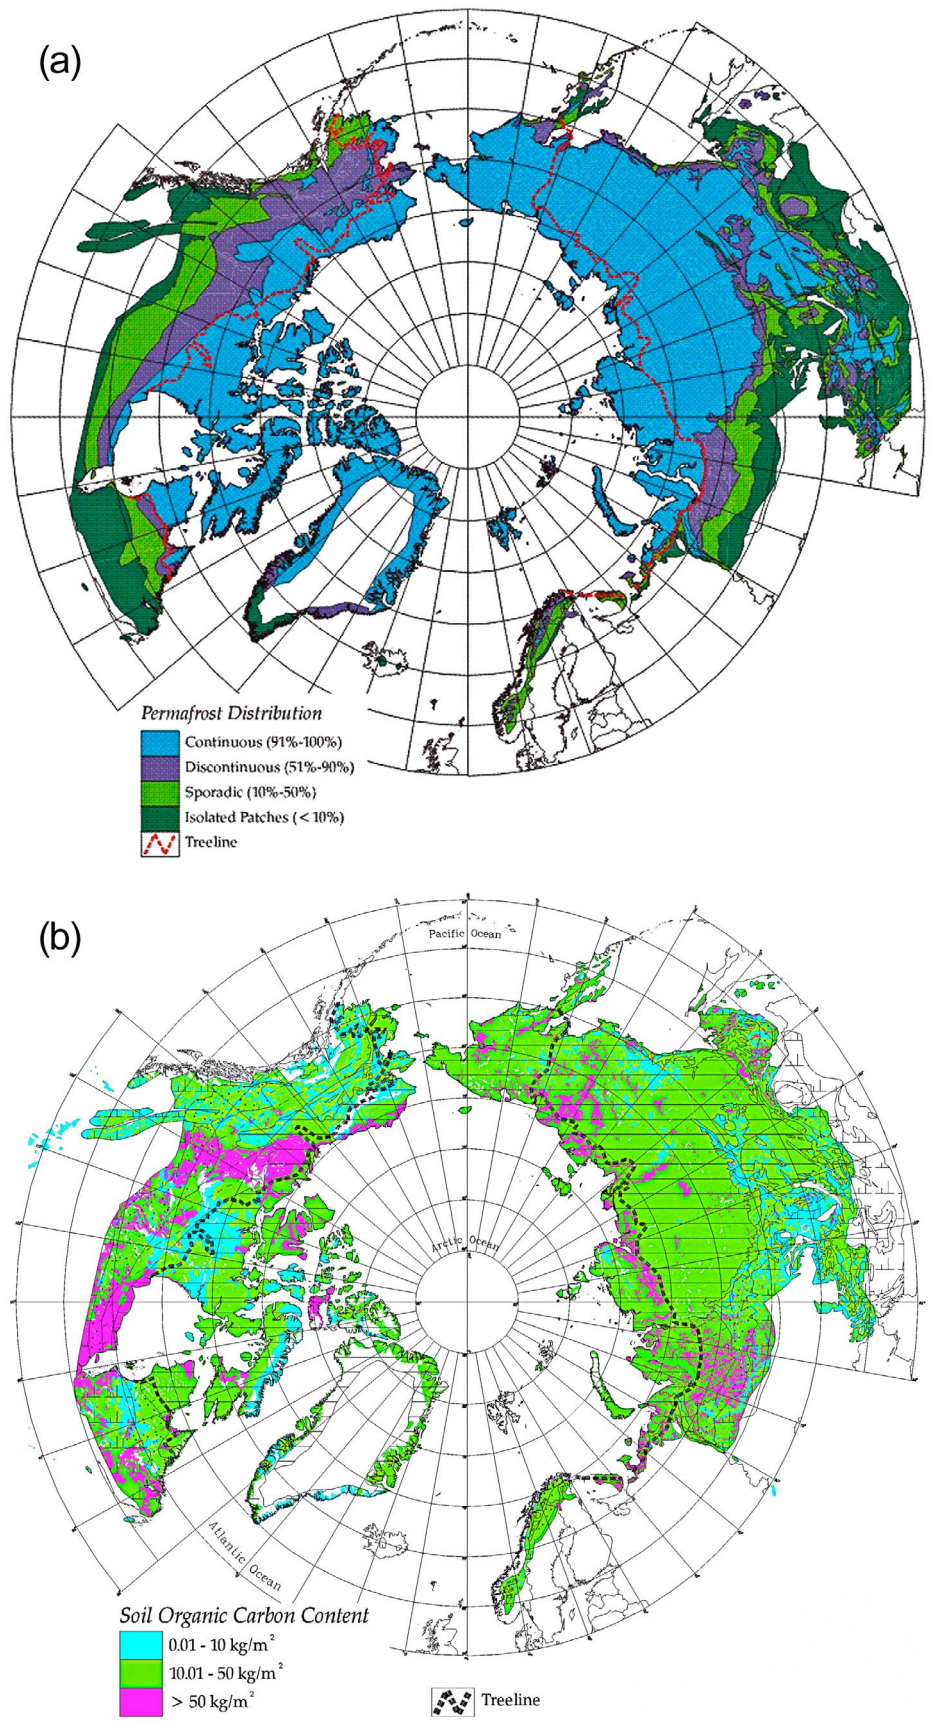 (a)
Permafrost Distribution
Continuous (91%-100%)
Discontinuous (51%-90%)
Sporadic (10%-50%)
Isolated Patches (< 10%)
Treeline
(b)
Pacific Ocean
Arctic Ocean
Atlantic Ocean
Soil Organic Carbon Content
0.01 - 10 kg/m²
10.01 - 50 kg/m²
> 50 kg/m²
Treeline